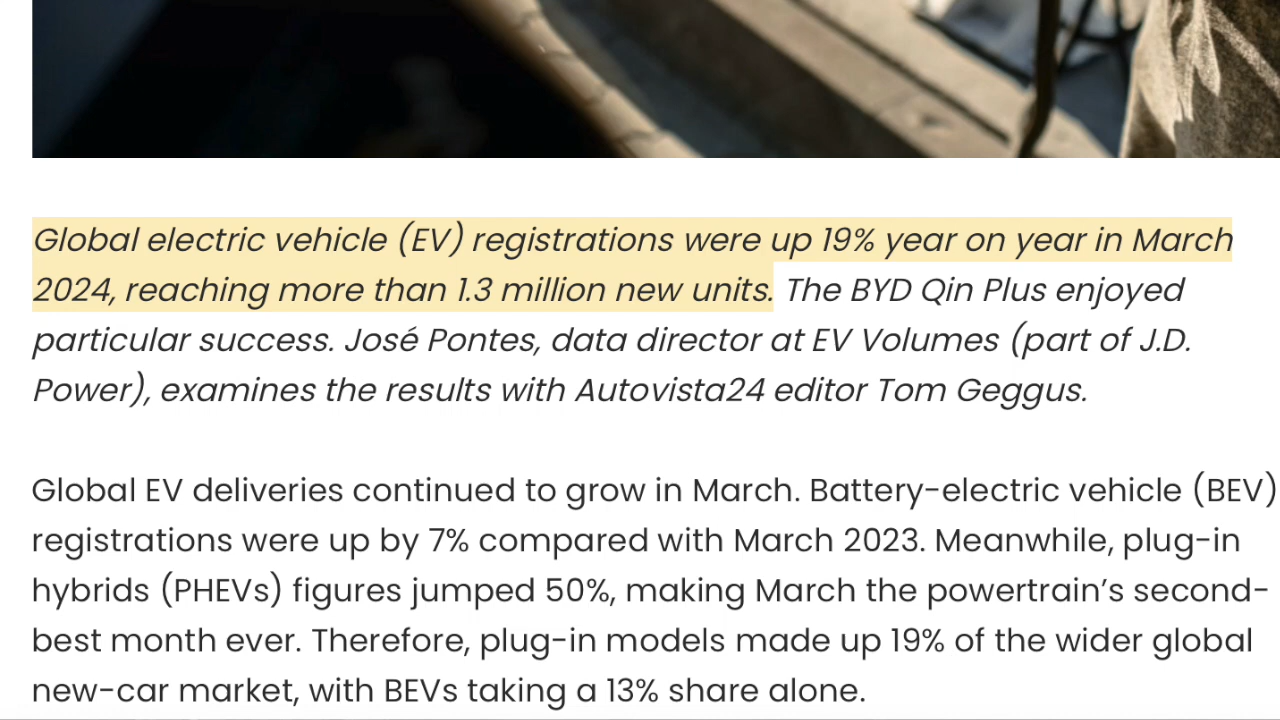 Global electric vehicle (EV) registrations were up 19% year on year in March
2024, reaching more than 1.3 million new units. The BYD Qin Plus enjoyed
particular success. José Pontes, data director at EV Volumes (part of J.D.
Power), examines the results with Autovista24 editor Tom Geggus.
Global EV deliveries continued to grow in March. Battery-electric vehicle (BEV)
registrations were up by 7% compared with March 2023. Meanwhile, plug-in
hybrids (PHEVs) figures jumped 50%, making March the powertrain’s second-
best month ever. Therefore, plug-in models made up 19% of the wider global
new-car market, with BEVs taking a 13% share alone.